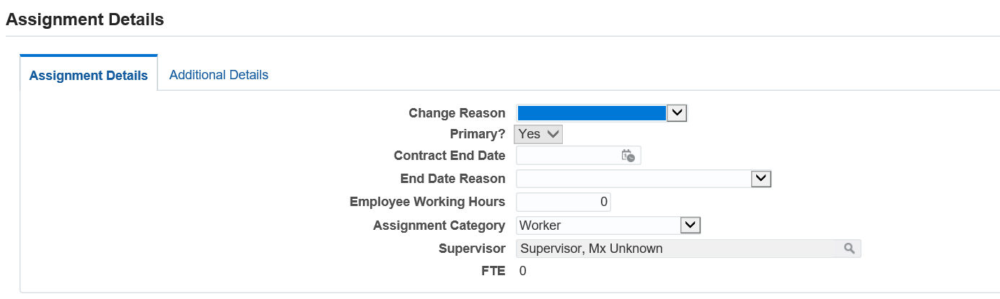 Assignment Details
Assignment Details Additional Details
Change Reason
Primary? Yes
Contract End Date
End Date Reason
Employee Working Hours 0
Assignment Category Worker
Supervisor Supervisor, Mx Unknown
FTE 0